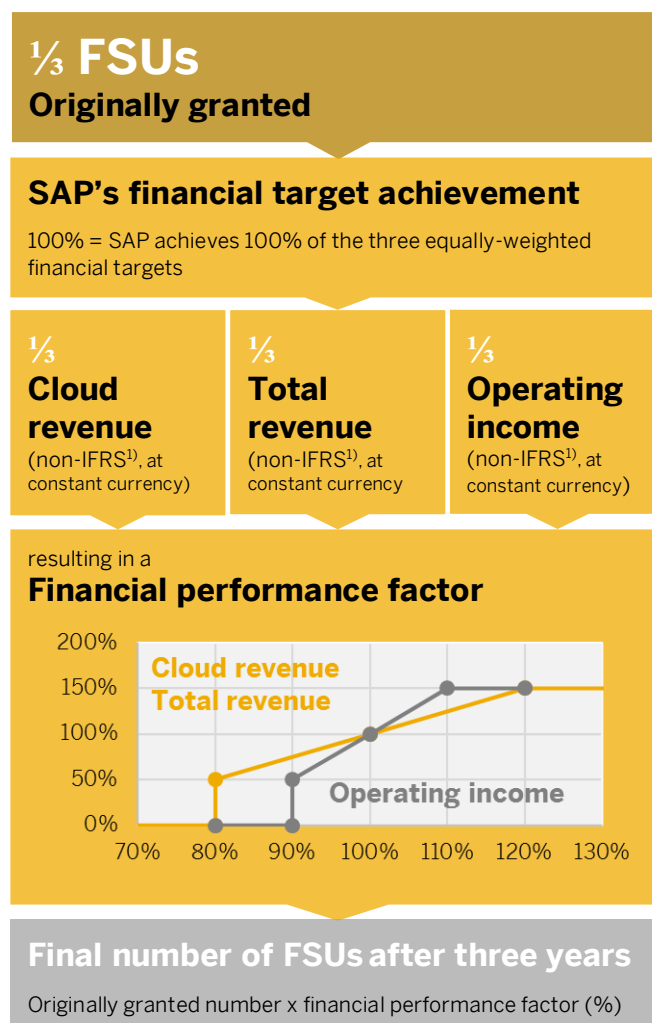 ⅓ FSUs
Originally granted
SAP’s financial target achievement
100% = SAP achieves 100% of the three equally-weighted
financial targets
⅓
Cloud
revenue
(non-IFRS¹⁾, at
constant currency)
⅓
Total
revenue
(non-IFRS¹⁾, at
constant currency
⅓
Operating
income
(non-IFRS¹⁾, at
constant currency)
resulting in a
Financial performance factor
200%
150%
100%
50%
0%
Cloud revenue
Total revenue
Operating income
70% 80% 90% 100% 110% 120% 130%
Final number of FSUs after three years
Originally granted number x financial performance factor (%)